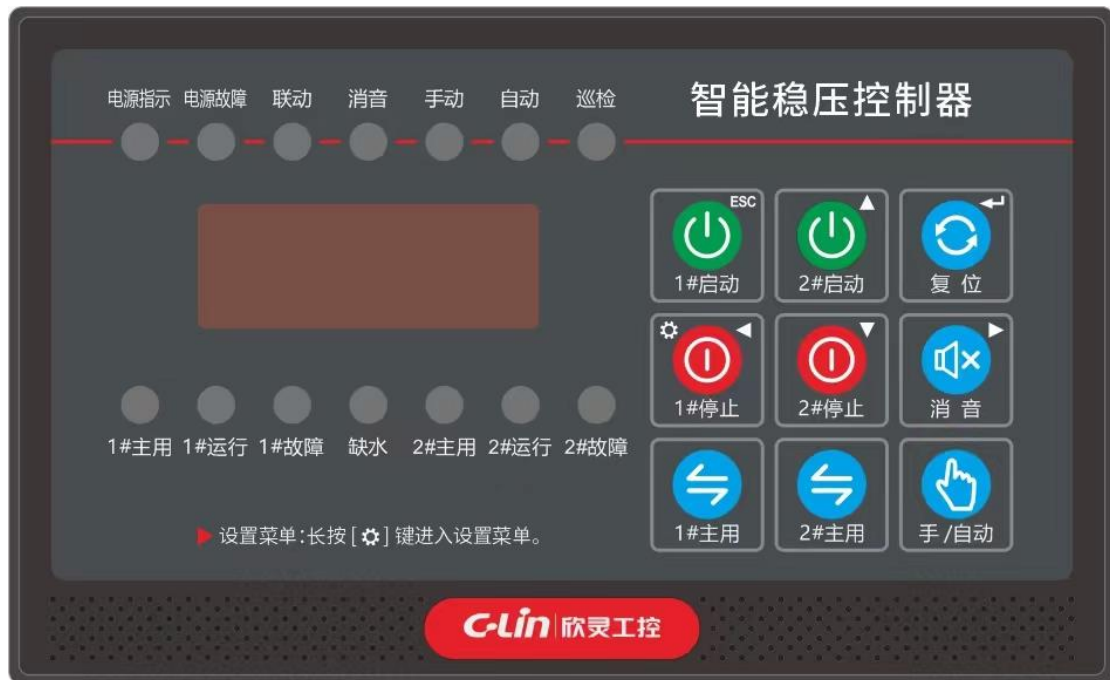 电源指示 电源故障 联动 消音 手动 自动 巡检
智能稳压控制器
ESC
1#启动 2#启动 复 位
1#停止 2#停止 消 音
1#主用 1#运行 1#故障 缺水 2#主用 2#运行 2#故障
1#主用 2#主用 手/自动
设置菜单:长按[ ]键进入设置菜单。
C-Lin 欣灵工控